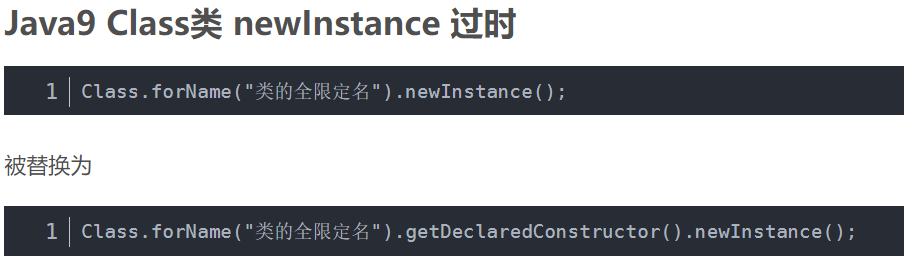 Java9 Class类 newInstance 过时
1 Class.forName("类的全限定名").newInstance();
被替换为
1 Class.forName("类的全限定名").getDeclaredConstructor().newInstance();